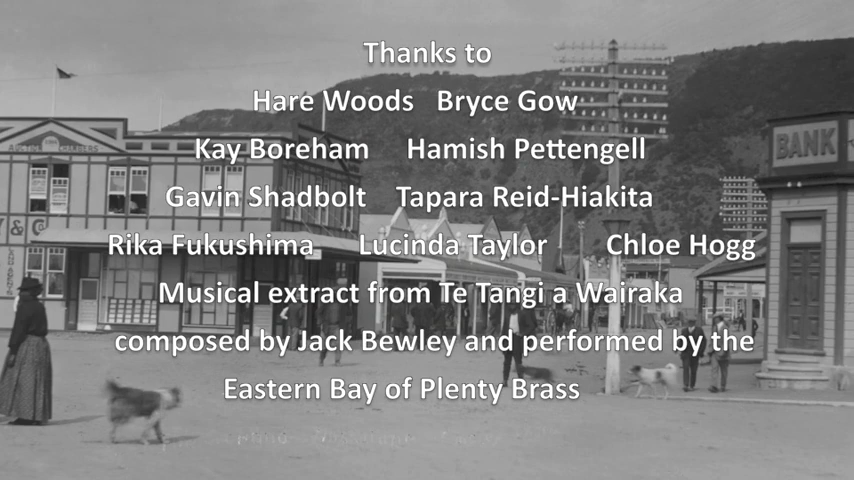 Thanks to
Hare Woods Bryce Gow
Kay Boreham Hamish Pettengell
Gavin Shadbolt Tapara Reid-Hiakita
Rika Fukushima Lucinda Taylor Chloe Hogg
Musical extract from Te Tangi a Wairaka
composed by Jack Bewley and performed by the
Eastern Bay of Plenty Brass
AUCTION CHAMBERS
BANK
& C